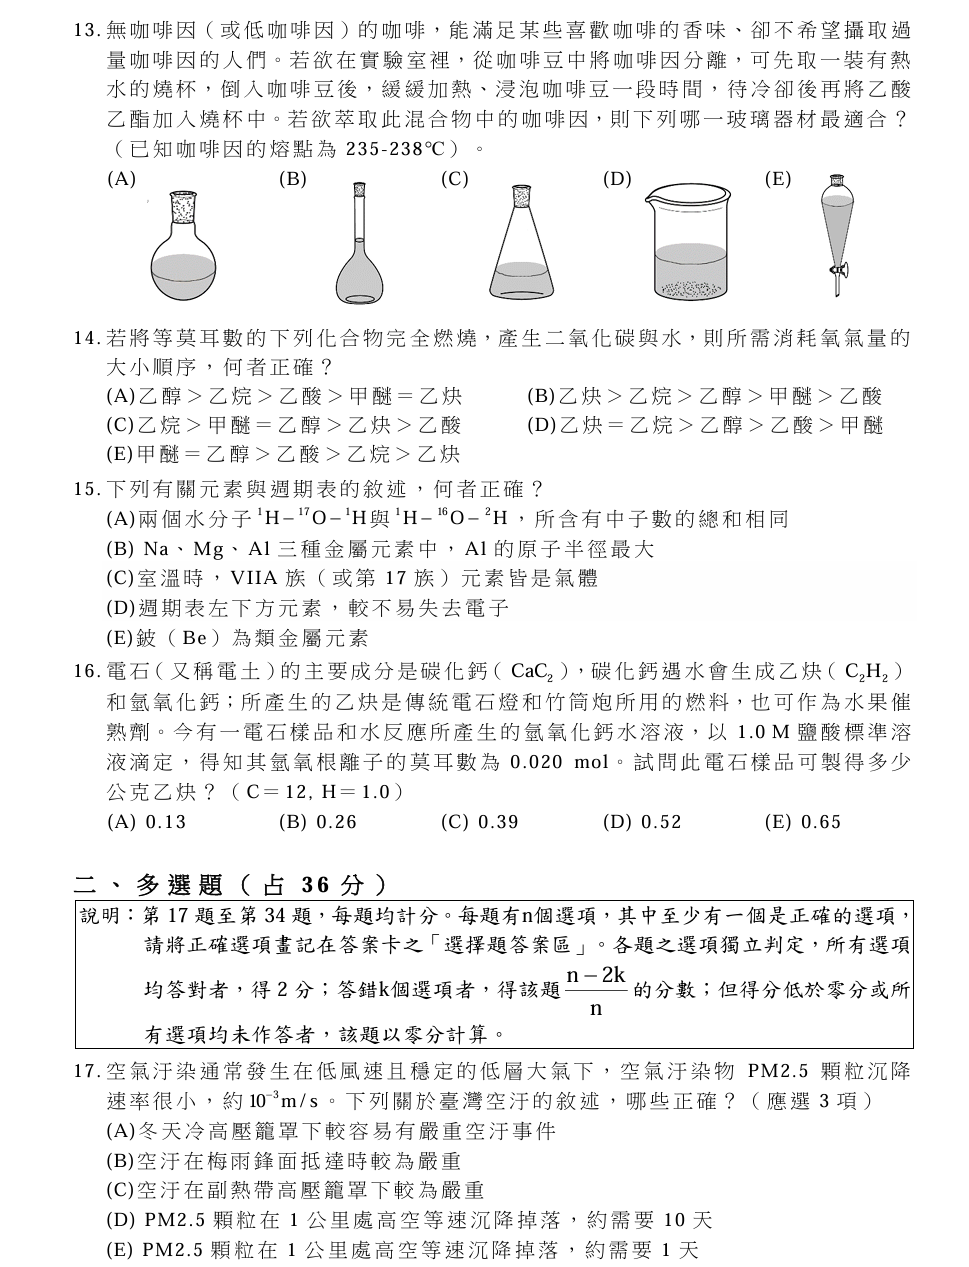 13. 無咖啡因（或低咖啡因）的咖啡，能滿足某些喜歡咖啡的香味、卻不希望攝取過
量咖啡因的人們。若欲在實驗室裡，從咖啡豆中將咖啡因分離，可先取一裝有熱
水的燒杯，倒入咖啡豆後，緩緩加熱、浸泡咖啡豆一段時間，待冷卻後再將乙酸
乙酯加入燒杯中。若欲萃取此混合物中的咖啡因，則下列哪一玻璃器材最適合？
（已知咖啡因的熔點為 235-238℃）。
(A) (B) (C) (D) (E)
14. 若將等莫耳數的下列化合物完全燃燒，產生二氧化碳與水，則所需消耗氧氣量的
大小順序，何者正確？
(A)乙醇＞乙烷＞乙酸＞甲醚＝乙炔 (B)乙炔＞乙烷＞乙醇＞甲醚＞乙酸
(C)乙烷＞甲醚＝乙醇＞乙炔＞乙酸 (D)乙炔＝乙烷＞乙醇＞乙酸＞甲醚
(E)甲醚＝乙醇＞乙酸＞乙烷＞乙炔
15. 下列有關元素與週期表的敘述，何者正確？
(A)兩個水分子 ¹H–¹⁷O–¹H與 ¹H–¹⁶O–²H，所含有中子數的總和相同
(B) Na、Mg、Al 三種金屬元素中，Al 的原子半徑最大
(C)室溫時，VIIA 族（或第 17 族）元素皆是氣體
(D)週期表左下方元素，較不易失去電子
(E)鈹（Be）為類金屬元素
16. 電石（又稱電土）的主要成分是碳化鈣（CaC₂），碳化鈣遇水會生成乙炔（C₂H₂）
和氫氧化鈣；所產生的乙炔是傳統電石燈和竹筒炮所用的燃料，也可作為水果催
熟劑。今有一電石樣品和水反應所產生的氫氧化鈣水溶液，以 1.0 M 鹽酸標準溶
液滴定，得知其氫氧根離子的莫耳數為 0.020 mol。試問此電石樣品可製得多少
公克乙炔？（C＝12, H＝1.0）
(A) 0.13 (B) 0.26 (C) 0.39 (D) 0.52 (E) 0.65
二、多選題（占 36 分）
說明：第 17 題至第 34 題，每題均計分。每題有n個選項，其中至少有一個是正確的選項，
請將正確選項畫記在答案卡之「選擇題答案區」。各題之選項獨立判定，所有選項
均答對者，得 2 分；答錯k個選項者，得該題 (n－2k)/n 的分數；但得分低於零分或所
有選項均未作答者，該題以零分計算。
17. 空氣汙染通常發生在低風速且穩定的低層大氣下，空氣汙染物 PM2.5 顆粒沉降
速率很小，約 10⁻³m/s。下列關於臺灣空汙的敘述，哪些正確？（應選 3 項）
(A)冬天冷高壓籠罩下較容易有嚴重空汙事件
(B)空汙在梅雨鋒面抵達時較為嚴重
(C)空汙在副熱帶高壓籠罩下較為嚴重
(D) PM2.5 顆粒在 1 公里處高空等速沉降掉落，約需要 10 天
(E) PM2.5 顆粒在 1 公里處高空等速沉降掉落，約需要 1 天